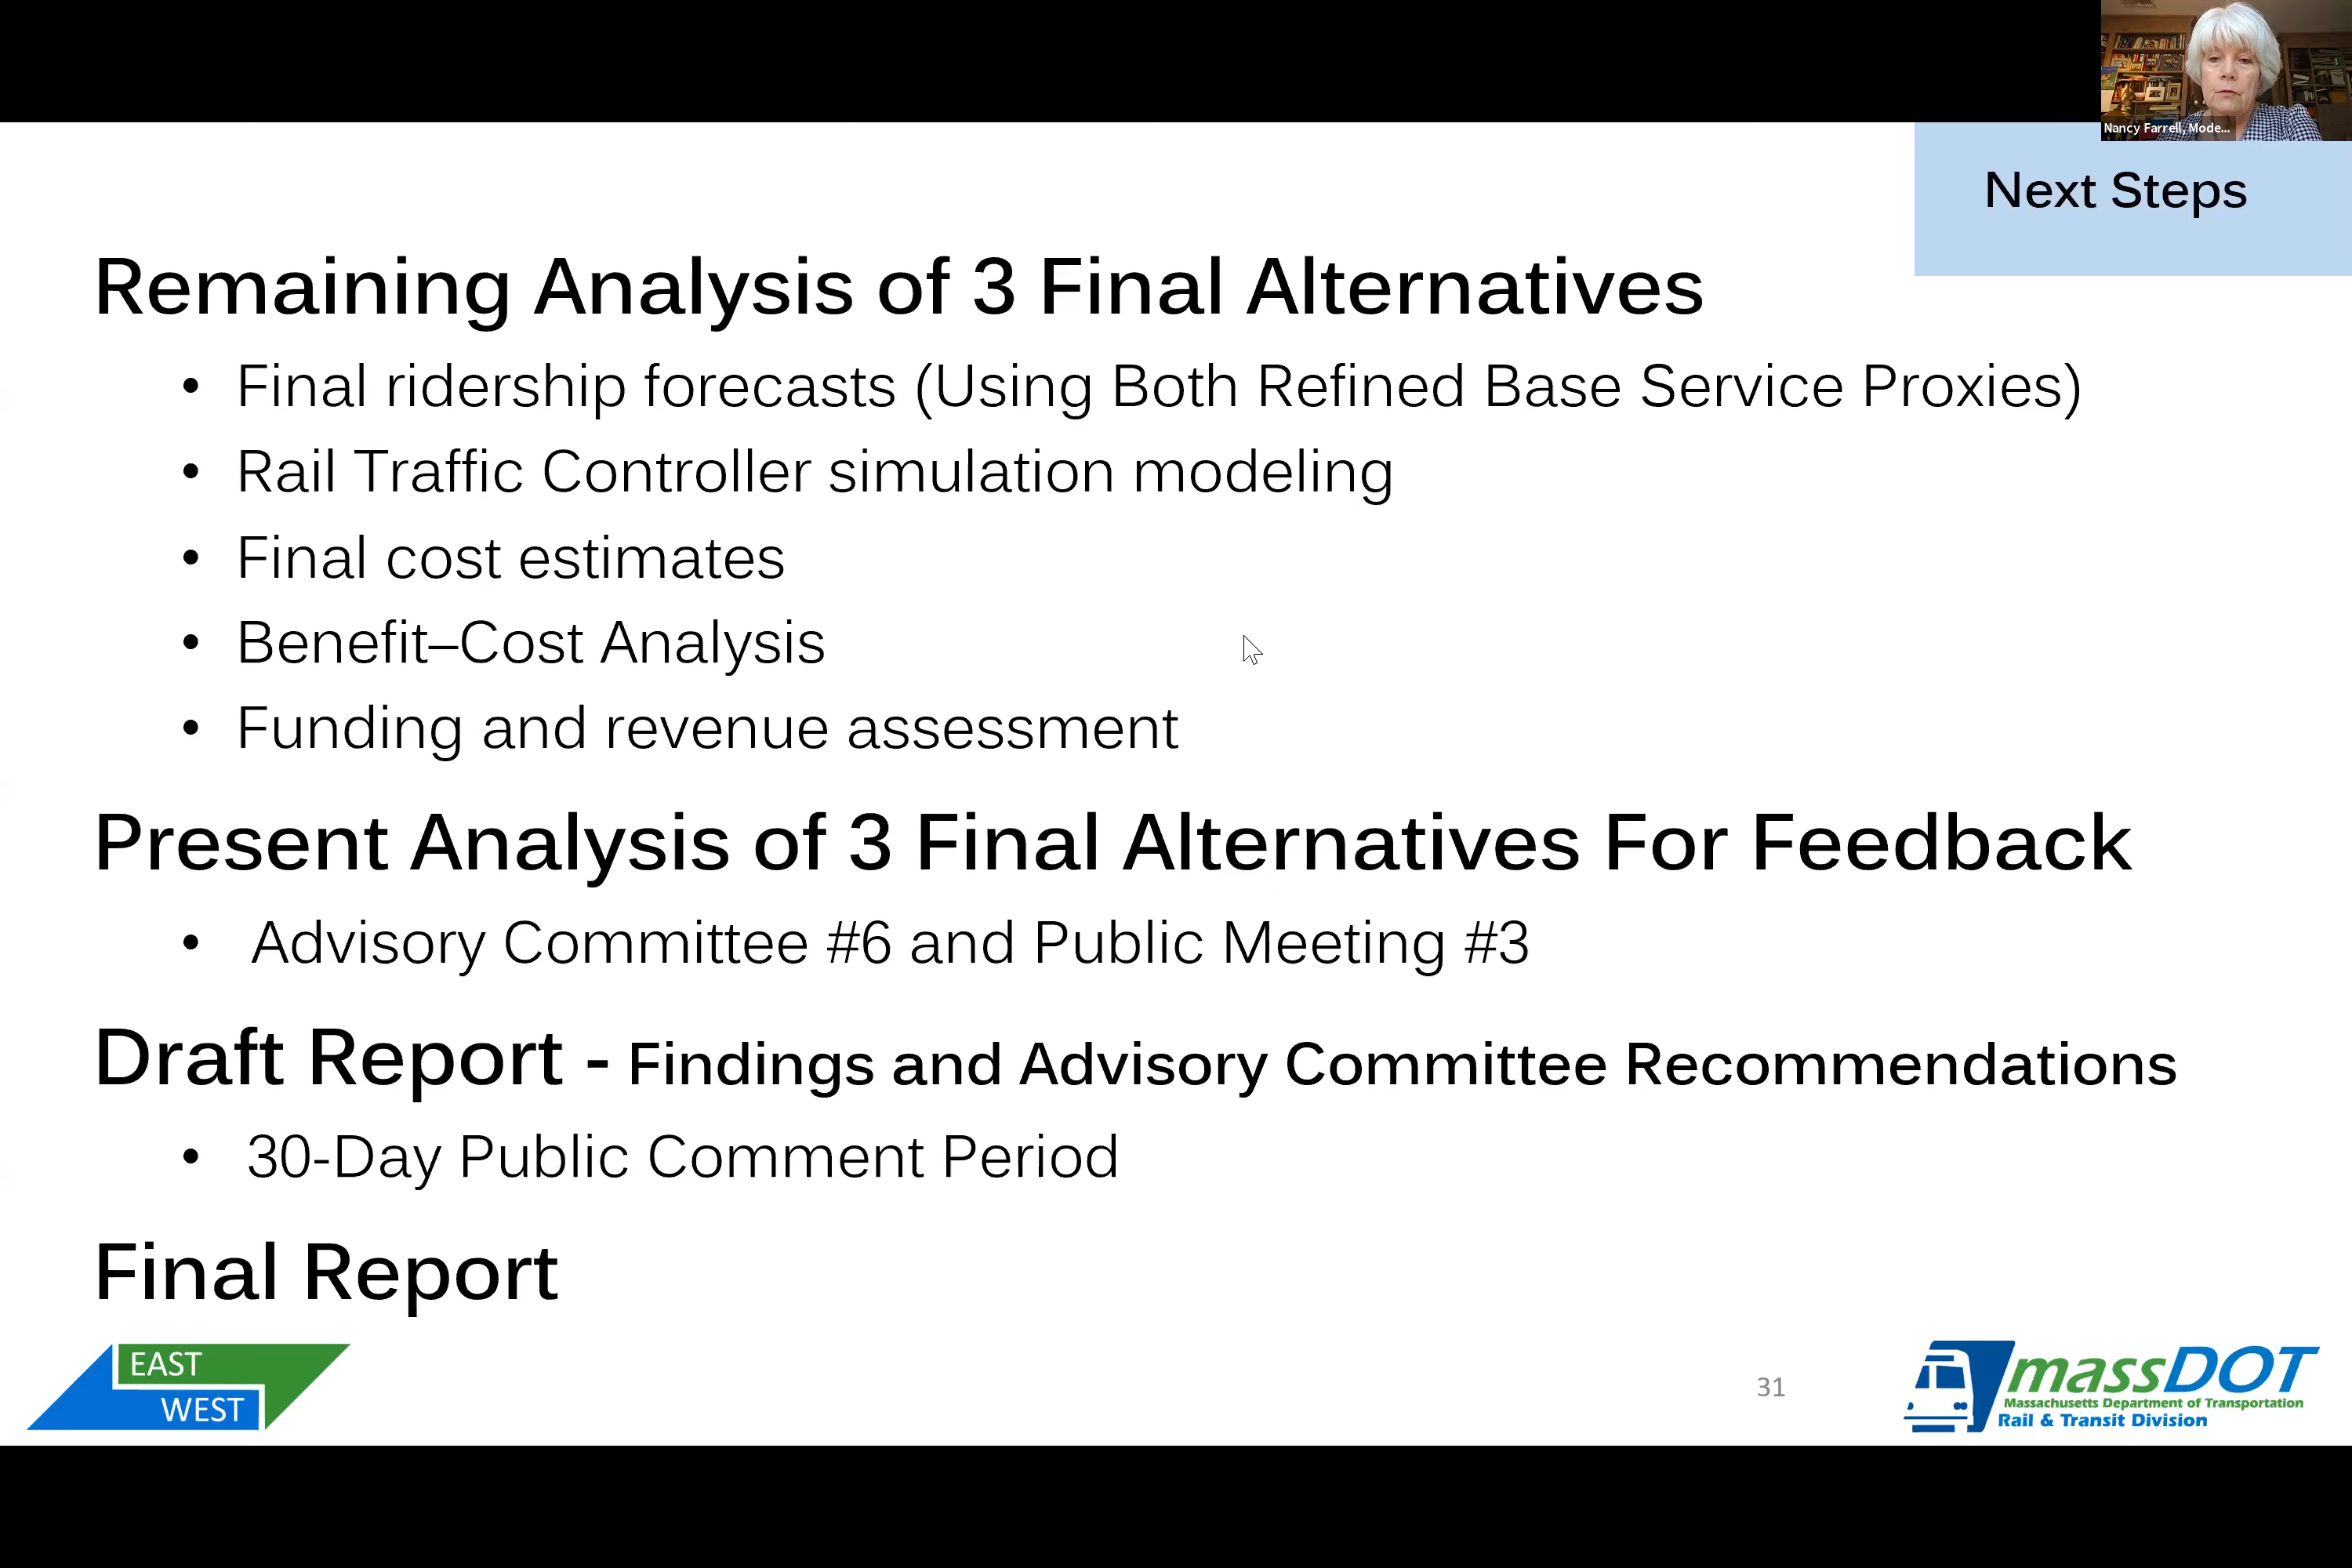 Nancy Farrell, Mode...
Next Steps
Remaining Analysis of 3 Final Alternatives
• Final ridership forecasts (Using Both Refined Base Service Proxies)
• Rail Traffic Controller simulation modeling
• Final cost estimates
• Benefit–Cost Analysis
• Funding and revenue assessment
Present Analysis of 3 Final Alternatives For Feedback
• Advisory Committee #6 and Public Meeting #3
Draft Report - Findings and Advisory Committee Recommendations
• 30-Day Public Comment Period
Final Report
EAST
WEST
31
massDOT
Massachusetts Department of Transportation
Rail & Transit Division